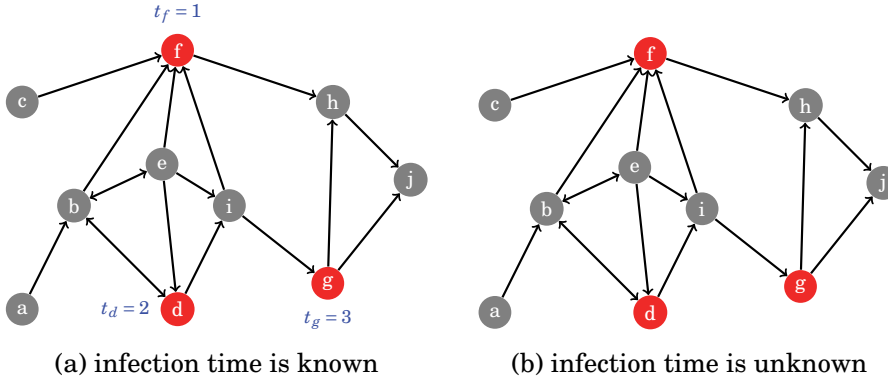 t_f = 1
f
f
c
h
c
h
e
e
j
j
b
i
b
i
a
t_d = 2
d
g
t_g = 3
a
d
g
(a) infection time is known
(b) infection time is unknown